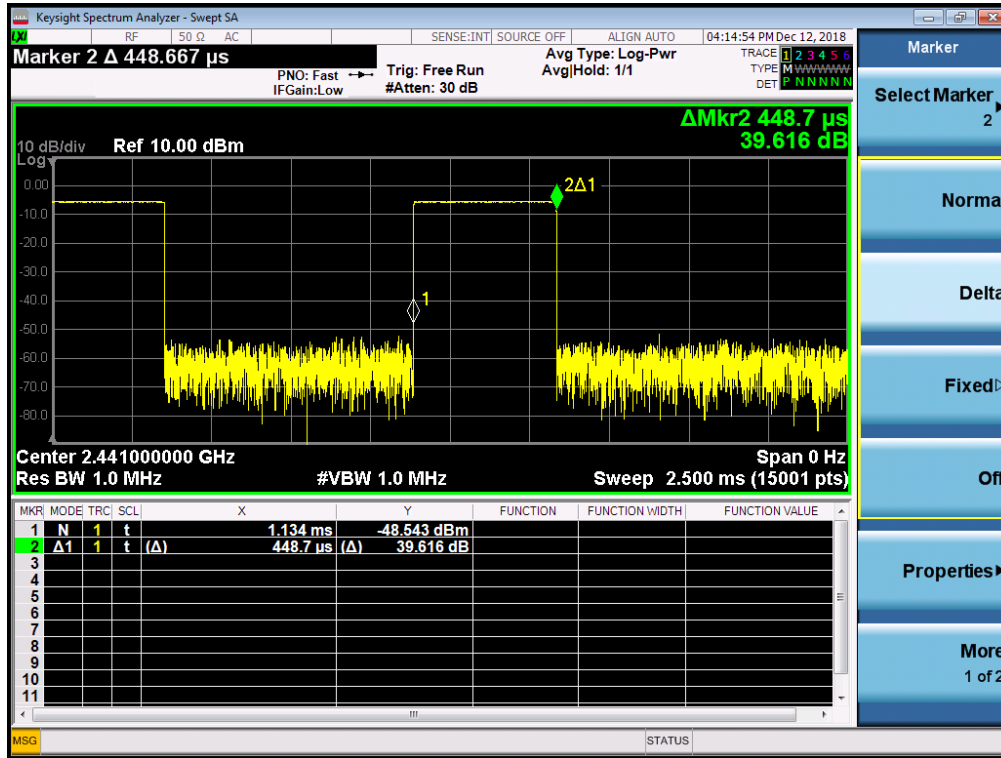 Keysight Spectrum Analyzer - Swept SA
LXI RF 50 Ω AC SENSE:INT SOURCE OFF ALIGN AUTO 04:14:54 PM Dec 12, 2018
Marker 2 Δ 448.667 µs
PNO: Fast
IFGain:Low
Trig: Free Run
#Atten: 30 dB
Avg Type: Log-Pwr
Avg|Hold: 1/1
TRACE 1 2 3 4 5 6
TYPE M WWWWW
DET P N N N N N
Marker
Select Marker
2
Norma
Delta
Fixed
Off
Properties
More
1 of 2
ΔMkr2 448.7 µs
39.616 dB
10 dB/div Ref 10.00 dBm
Log
0.00
-10.0
-20.0
-30.0
-40.0
-50.0
-60.0
-70.0
-80.0
2Δ1
1
Center 2.441000000 GHz Span 0 Hz
Res BW 1.0 MHz #VBW 1.0 MHz Sweep 2.500 ms (15001 pts)
MKR MODE TRC SCL X Y FUNCTION FUNCTION WIDTH FUNCTION VALUE
1 N 1 t 1.134 ms -48.543 dBm
2 Δ1 1 t (Δ) 448.7 µs (Δ) 39.616 dB
3
4
5
6
7
8
9
10
11
MSG STATUS